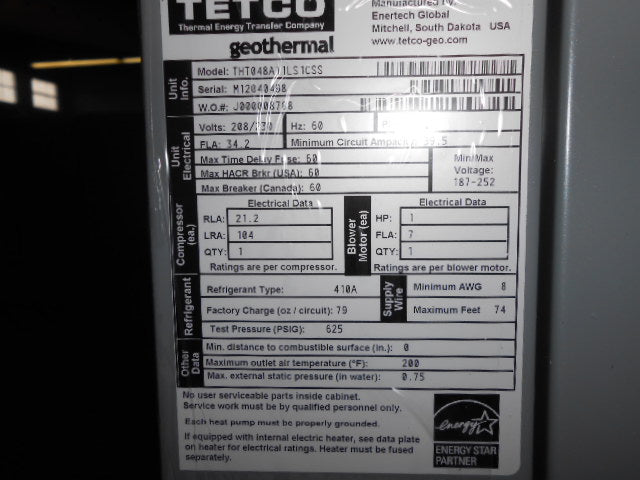 TETCO
Thermal Energy Transfer Company
geothermal
Manufactured by
Enertech Global
Mitchell, South Dakota USA
www.tetco-geo.com
Unit Info.
Model:
Serial: M12040498
W.O.#:
Unit Electrical
Volts: 208/230 Hz: 60
FLA: 34.2 Minimum Circuit Ampacity:
Max Time Delay Fuse: 60
Max HACR Brkr (USA): 60
Max Breaker (Canada): 60
Min/Max
Voltage:
187-252
Compressor (ea.)
Electrical Data
RLA: 21.2
LRA: 104
QTY: 1
Ratings are per compressor.
Blower Motor (ea)
Electrical Data
HP: 1
FLA: 7
QTY: 1
Ratings are per blower motor.
Refrigerant
Refrigerant Type: 410A
Factory Charge (oz / circuit): 79
Test Pressure (PSIG): 625
Supply Wire
Minimum AWG 8
Maximum Feet 74
Other Data
Min. distance to combustible surface (in.): 0
Maximum outlet air temperature (°F): 200
Max. external static pressure (in water): 0.75
No user serviceable parts inside cabinet.
Service work must be by qualified personnel only.
Each heat pump must be properly grounded.
If equipped with internal electric heater, see data plate
on heater for electrical ratings. Heater must be fused
separately.
energy
ENERGY STAR
PARTNER